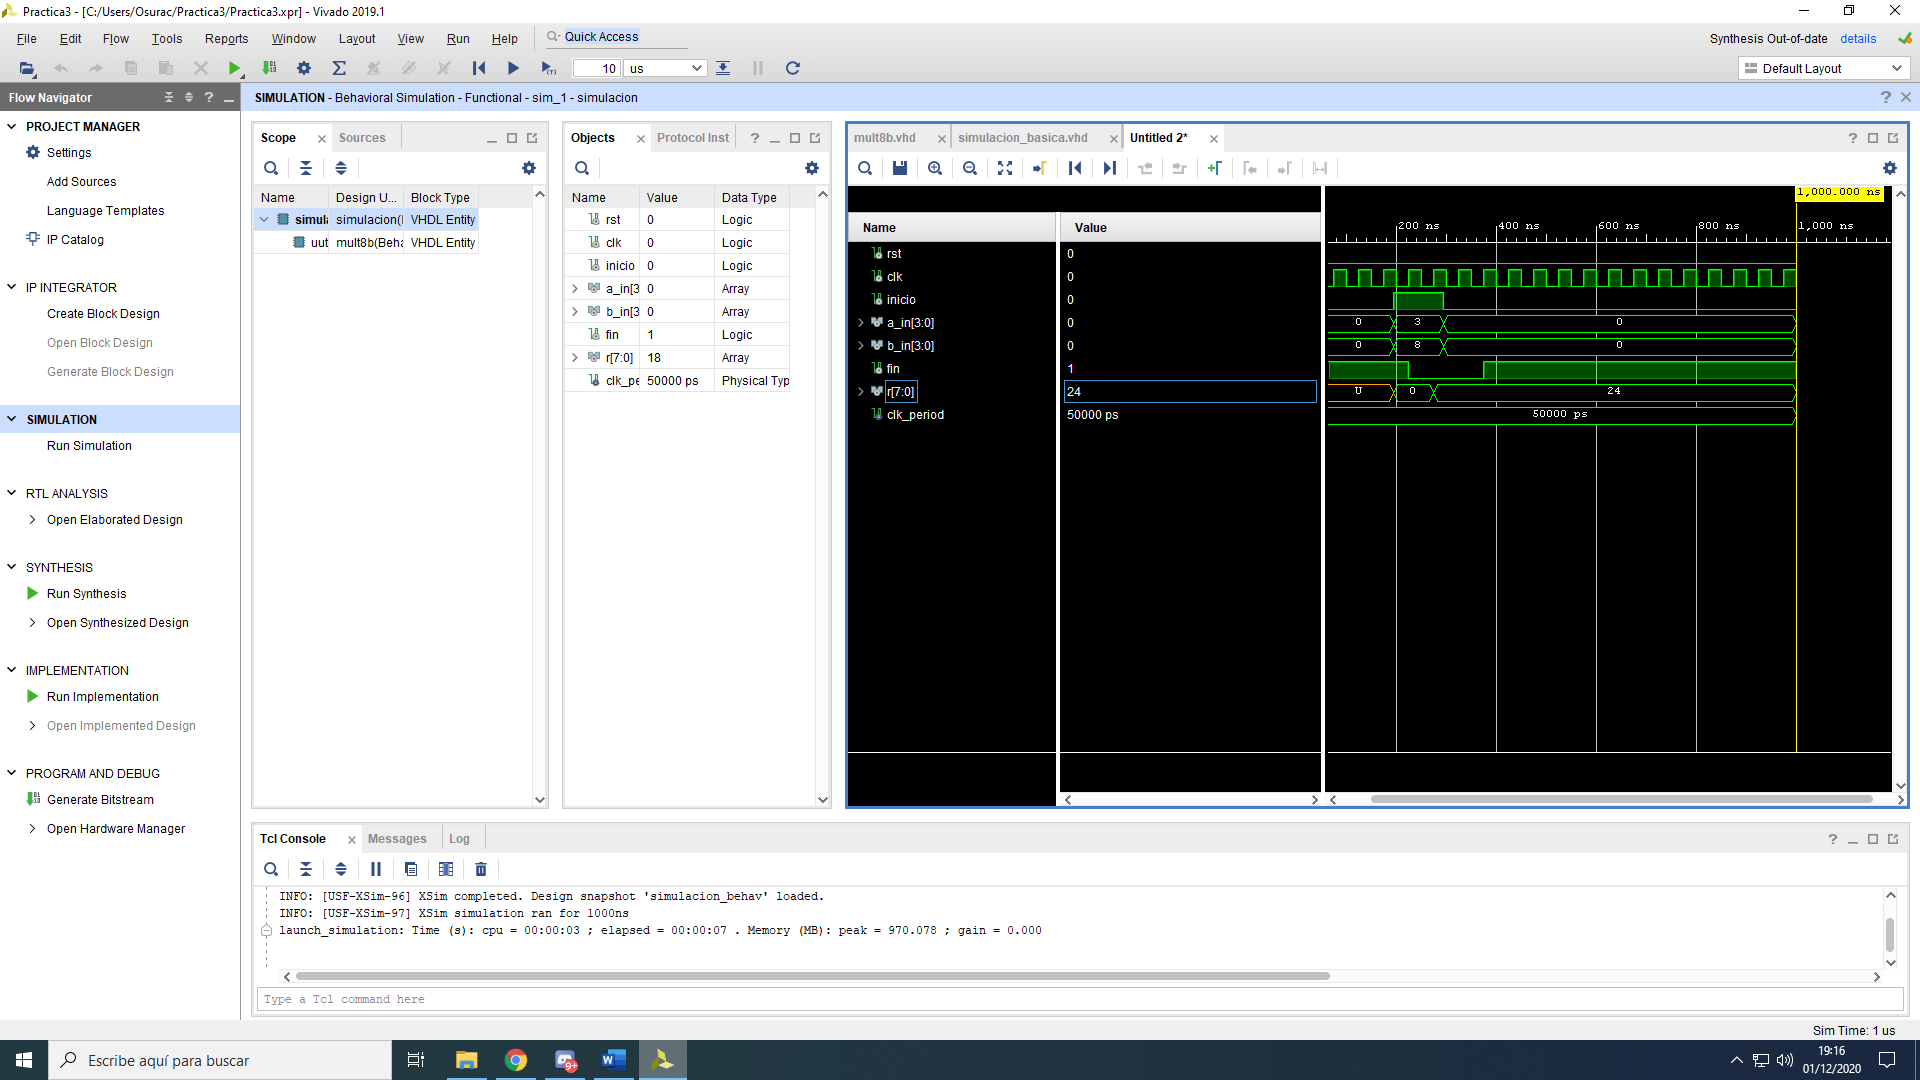 Practica3 - [C:/Users/Osurac/Practica3/Practica3.xpr] - Vivado 2019.1
File Edit Flow Tools Reports Window Layout View Run Help Quick Access
Synthesis Out-of-date details
10 us
Default Layout
Flow Navigator
PROJECT MANAGER
Settings
Add Sources
Language Templates
IP Catalog
IP INTEGRATOR
Create Block Design
Open Block Design
Generate Block Design
SIMULATION
Run Simulation
RTL ANALYSIS
Open Elaborated Design
SYNTHESIS
Run Synthesis
Open Synthesized Design
IMPLEMENTATION
Run Implementation
Open Implemented Design
PROGRAM AND DEBUG
Generate Bitstream
Open Hardware Manager
SIMULATION - Behavioral Simulation - Functional - sim_1 - simulacion
Scope Sources
Name Design U... Block Type
simula simulacion( VHDL Entity
uut mult8b(Beha VHDL Entity
Objects Protocol Inst
Name Value Data Type
rst 0 Logic
clk 0 Logic
inicio 0 Logic
a_in[3 0 Array
b_in[3 0 Array
fin 1 Logic
r[7:0] 18 Array
clk_pe 50000 ps Physical Typ
mult8b.vhd simulacion_basica.vhd Untitled 2*
Name Value
rst 0
clk 0
inicio 0
a_in[3:0] 0
b_in[3:0] 0
fin 1
r[7:0] 24
clk_period 50000 ps
1,000.000 ns
200 ns 400 ns 600 ns 800 ns 1,000 ns
0 3 0
0 8 0
U 0 24
50000 ps
Tcl Console Messages Log
INFO: [USF-XSim-96] XSim completed. Design snapshot 'simulacion_behav' loaded.
INFO: [USF-XSim-97] XSim simulation ran for 1000ns
launch_simulation: Time (s): cpu = 00:00:03 ; elapsed = 00:00:07 . Memory (MB): peak = 970.078 ; gain = 0.000
Type a Tcl command here
Sim Time: 1 us
Escribe aquí para buscar
9+
19:16
01/12/2020